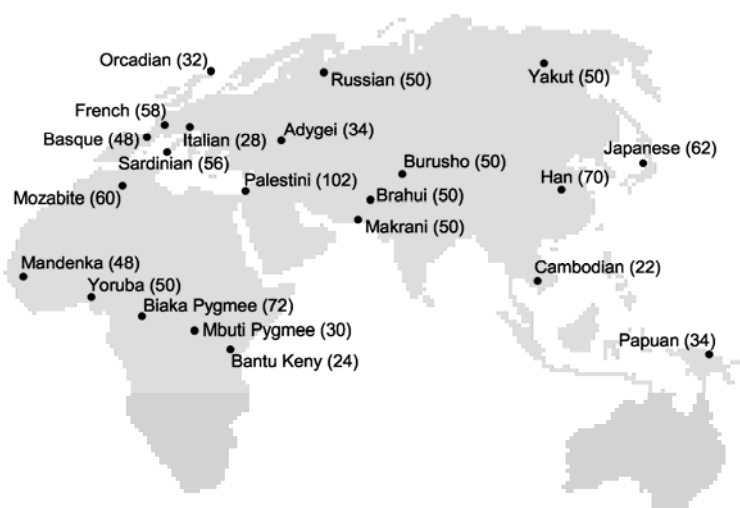 Orcadian (32)
Russian (50)
Yakut (50)
French (58)
Basque (48)
Italian (28)
Adygei (34)
Sardinian (56)
Japanese (62)
Burusho (50)
Mozabite (60)
Palestini (102)
Han (70)
Brahui (50)
Makrani (50)
Mandenka (48)
Cambodian (22)
Yoruba (50)
Biaka Pygmee (72)
Mbuti Pygmee (30)
Papuan (34)
Bantu Keny (24)